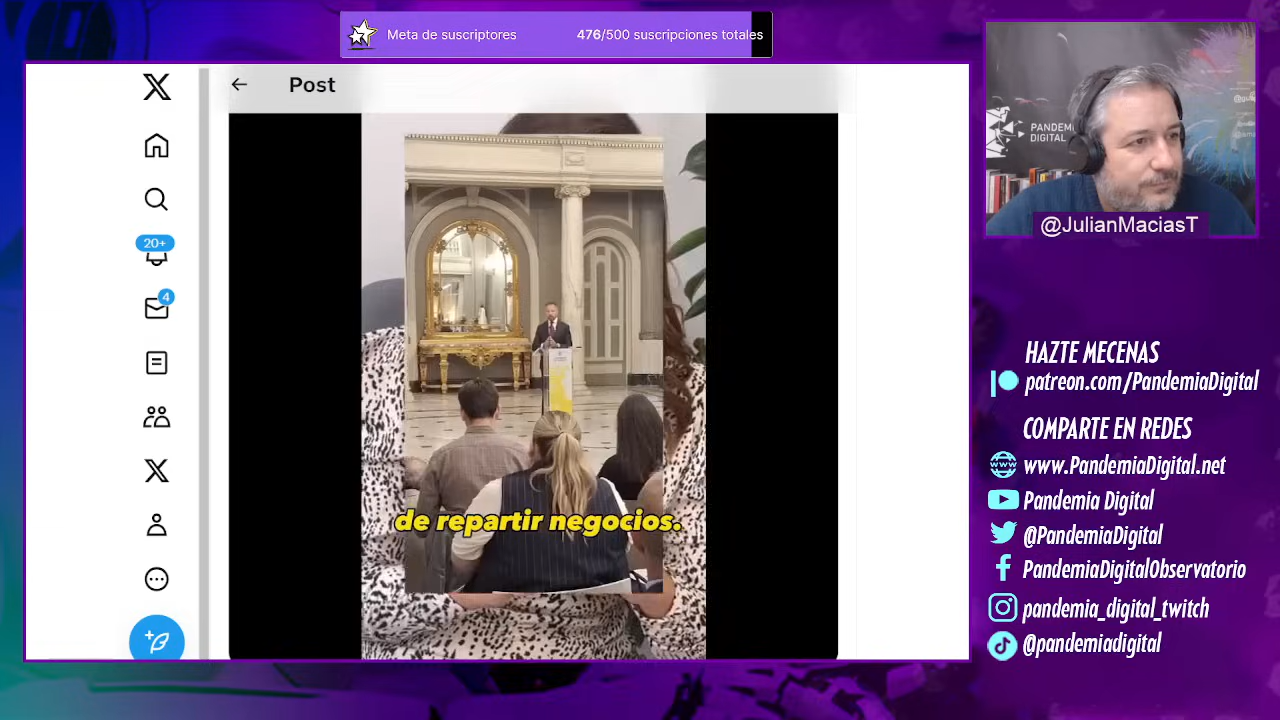 Meta de suscriptores
476/500 suscripciones totales
Post
20+
4
de repartir negocios.
PANDEM
DIGITAL
@JulianMaciasT
HAZTE MECENAS
patreon.com/PandemiaDigital
COMPARTE EN REDES
www.PandemiaDigital.net
Pandemia Digital
@PandemiaDigital
PandemiaDigitalObservatorio
pandemia_digital_twitch
@pandemiadigital